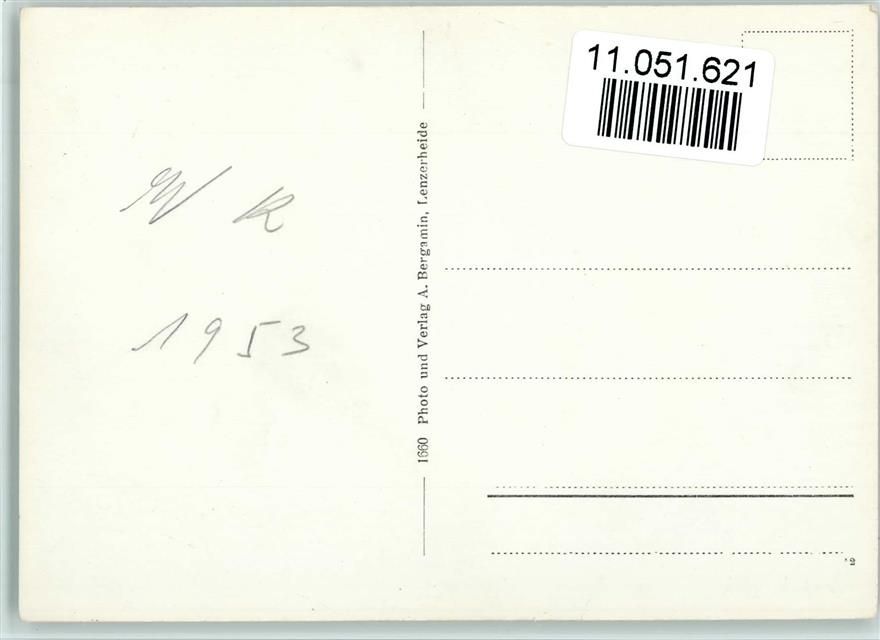 11.051.621
W K
1953
1660 Photo und Verlag A. Bergamin, Lenzerheide